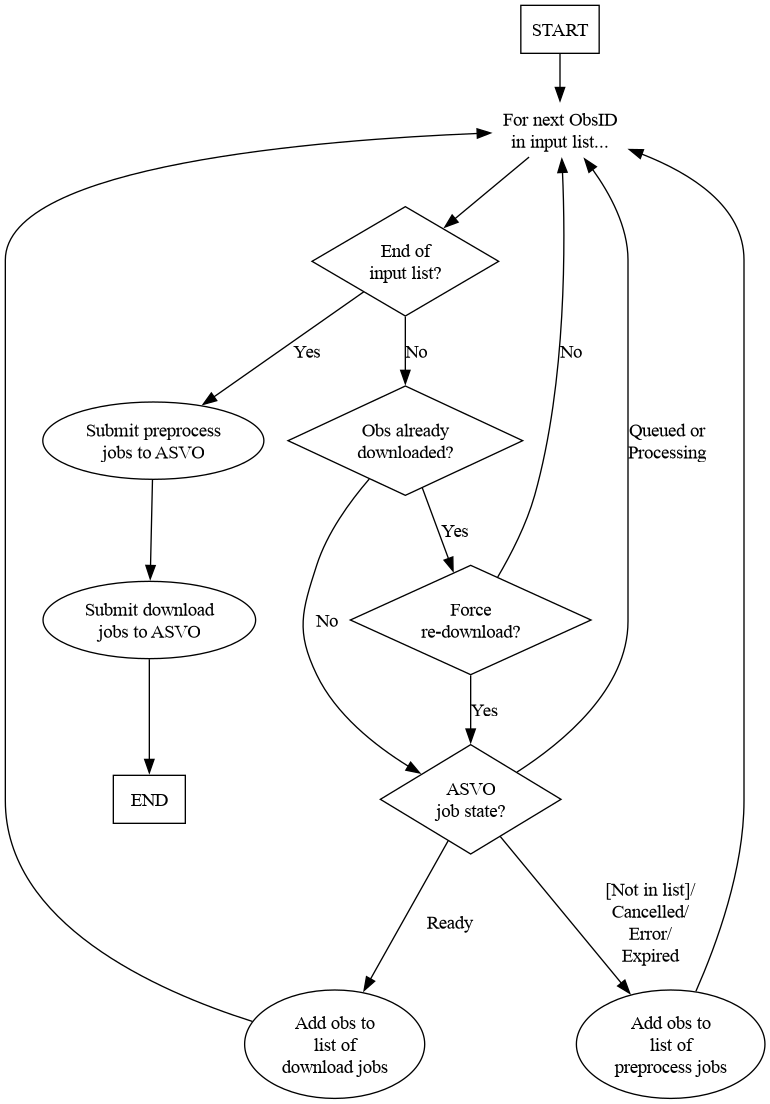 START
For next ObsID
in input list...
End of
input list?
Yes
No
No
Submit preprocess
jobs to ASVO
Obs already
downloaded?
Queued or
Processing
Yes
Submit download
jobs to ASVO
No
Force
re-download?
Yes
END
ASVO
job state?
Ready
[Not in list]/
Cancelled/
Error/
Expired
Add obs to
list of
download jobs
Add obs to
list of
preprocess jobs